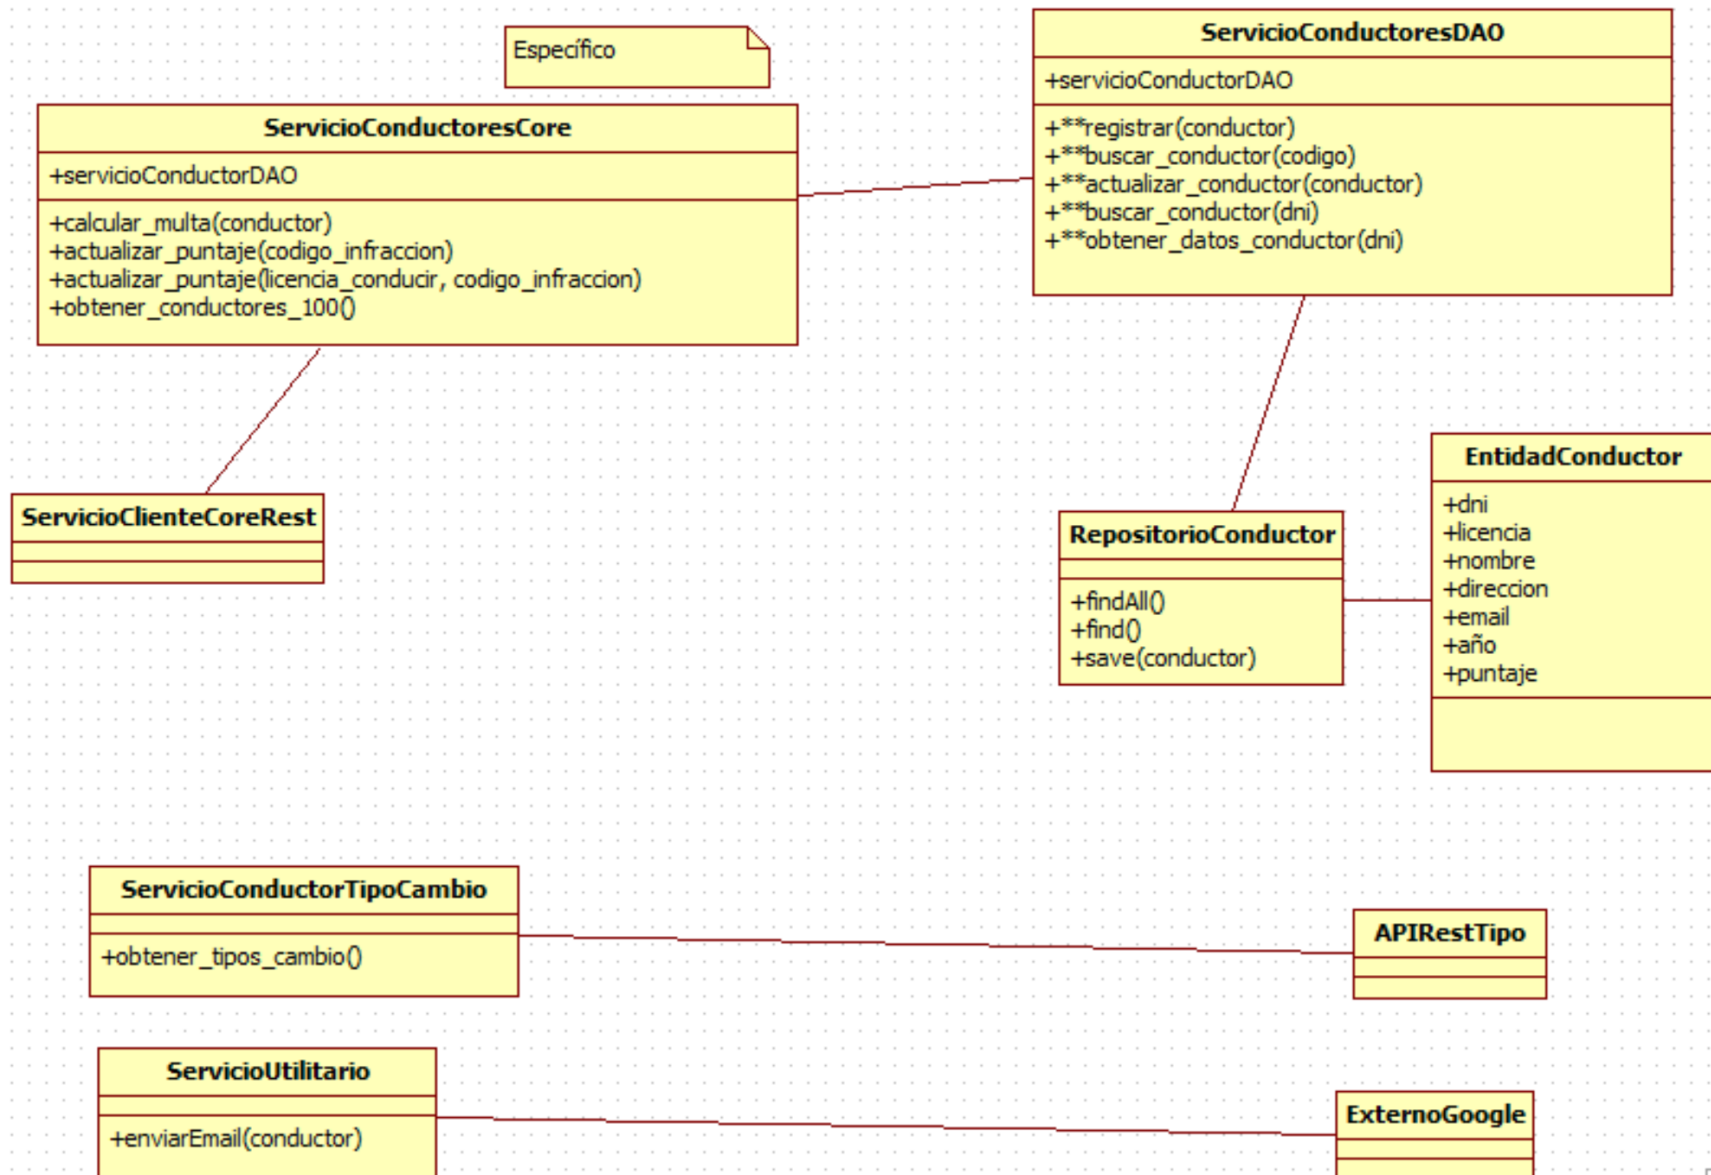 Específico
ServicioConductoresCore
+servicioConductorDAO
+calcular_multa(conductor)
+actualizar_puntaje(codigo_infraccion)
+actualizar_puntaje(licencia_conducir, codigo_infraccion)
+obtener_conductores_100()
ServicioConductoresDAO
+servicioConductorDAO
+**registrar(conductor)
+**buscar_conductor(codigo)
+**actualizar_conductor(conductor)
+**buscar_conductor(dni)
+**obtener_datos_conductor(dni)
ServicioClienteCoreRest
RepositorioConductor
+findAll()
+find()
+save(conductor)
EntidadConductor
+dni
+licencia
+nombre
+direccion
+email
+año
+puntaje
ServicioConductorTipoCambio
+obtener_tipos_cambio()
APIRestTipo
ServicioUtilitario
+enviarEmail(conductor)
ExternoGoogle